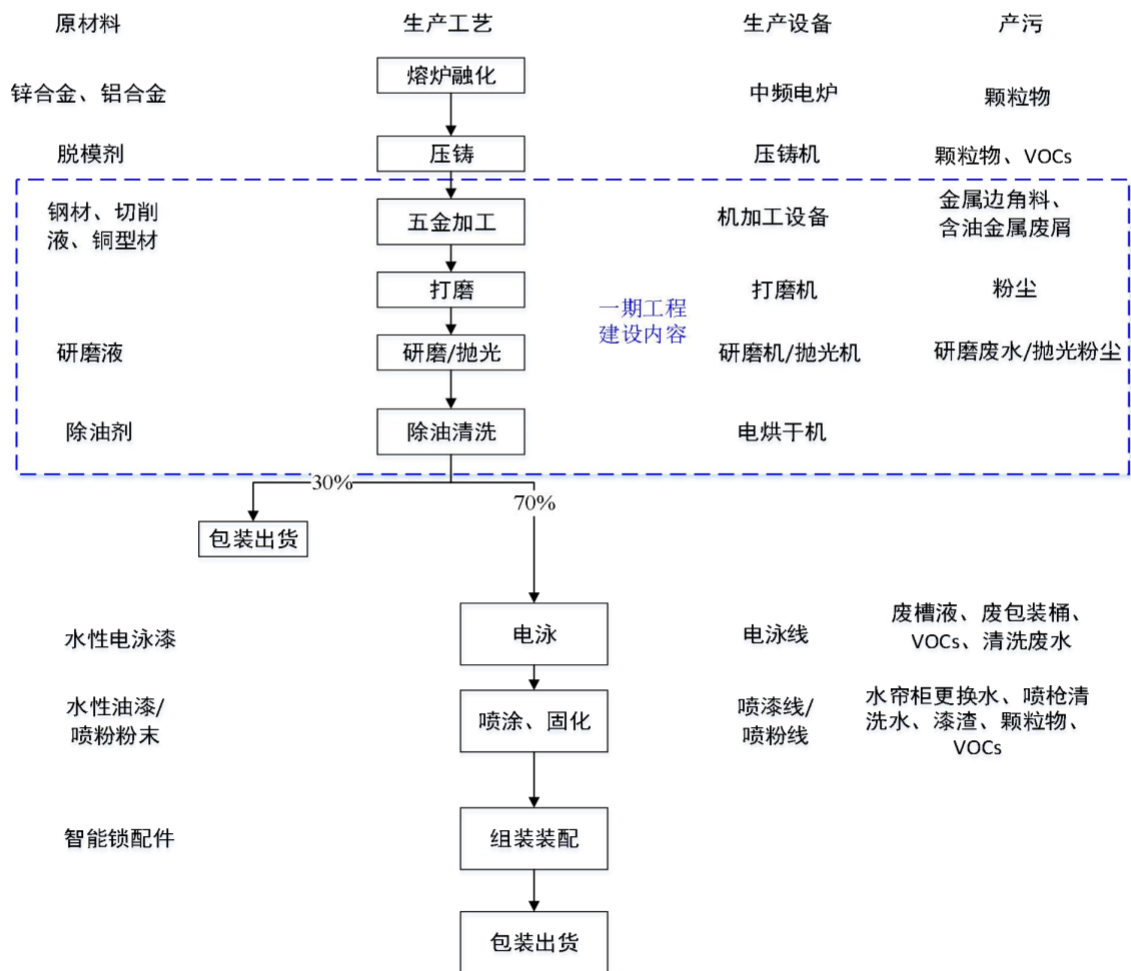 原材料 生产工艺 生产设备 产污
锌合金、铝合金 熔炉融化 中频电炉 颗粒物
脱模剂 压铸 压铸机 颗粒物、VOCs
钢材、切削
液、铜型材
五金加工
机加工设备
金属边角料、
含油金属废屑
打磨 打磨机 粉尘
一期工程
建设内容
研磨液 研磨/抛光 研磨机/抛光机 研磨废水/抛光粉尘
除油剂 除油清洗 电烘干机
30%
70%
包装出货
水性电泳漆 电泳 电泳线
废槽液、废包装桶、
VOCs、清洗废水
水性油漆/
喷粉粉末
喷涂、固化
喷漆线/
喷粉线
水帘柜更换水、喷枪清
洗水、漆渣、颗粒物、
VOCs
智能锁配件 组装装配
包装出货